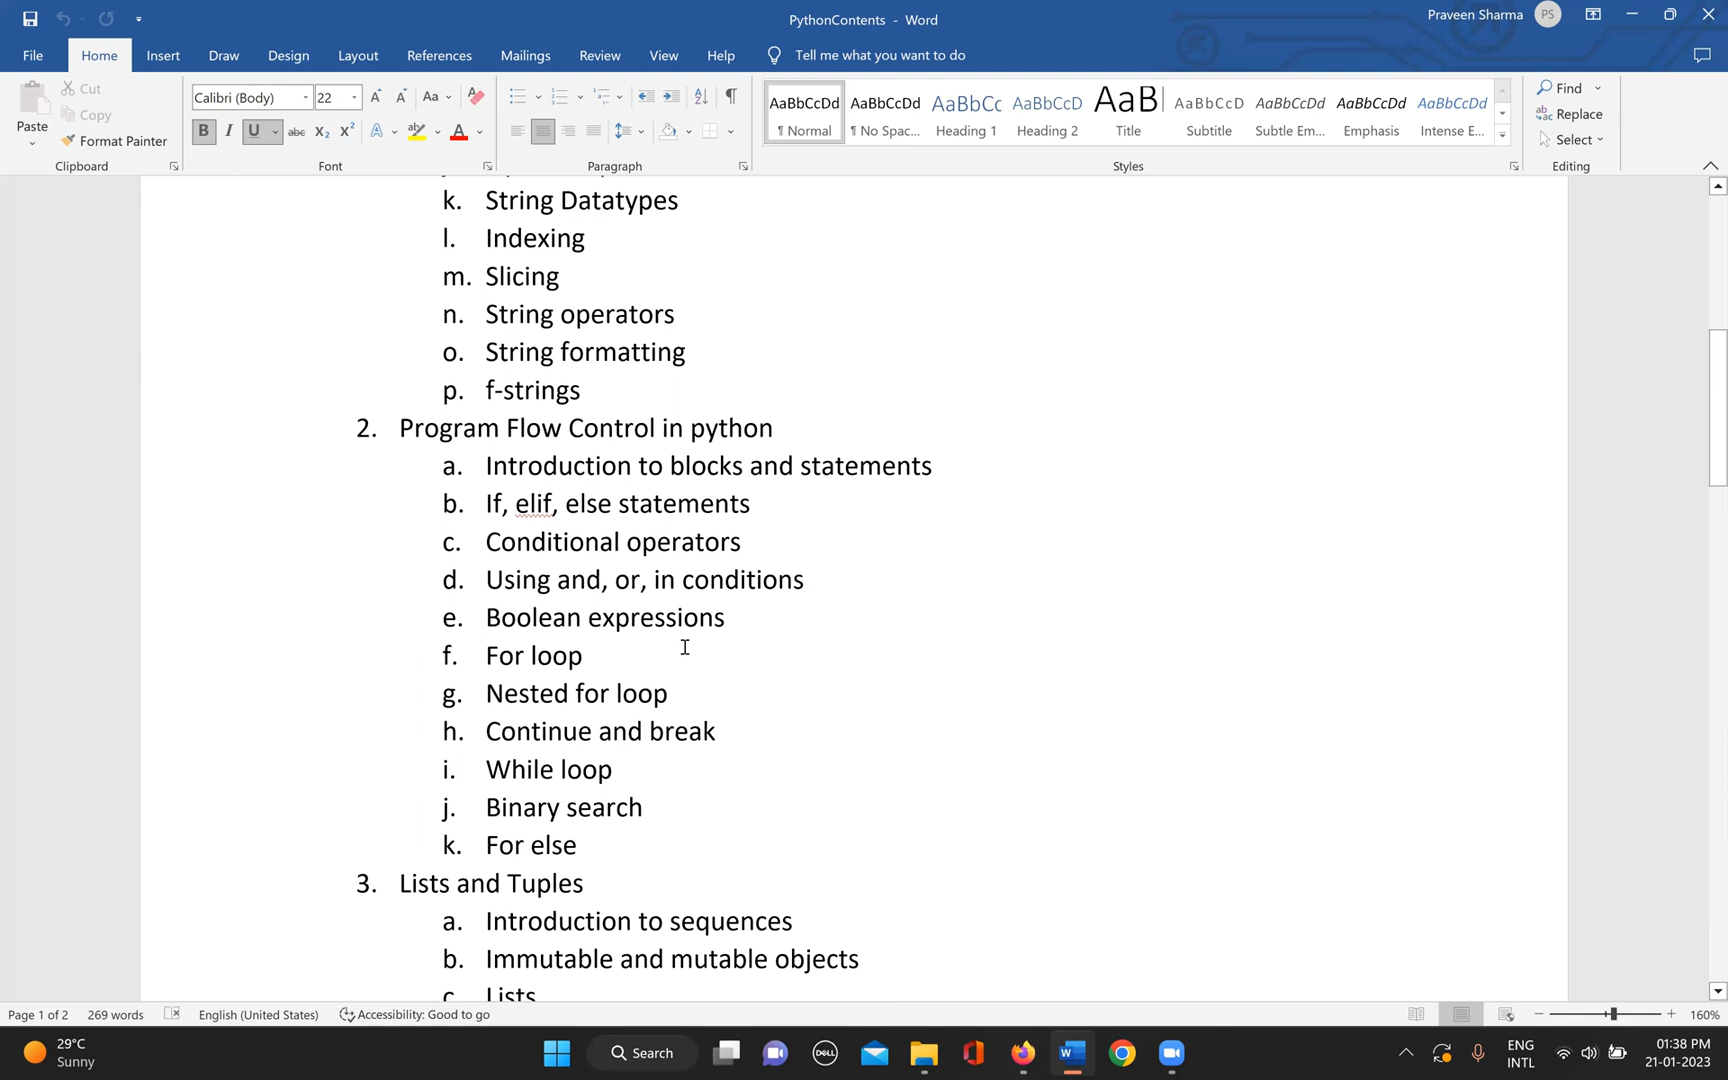 PythonContents - Word
Praveen Sharma
PS
File Home Insert Draw Design Layout References Mailings Review View Help Tell me what you want to do
Paste
Cut
Copy
Format Painter
Clipboard
Calibri (Body) 22
Font
Paragraph
AaBbCcDd ¶ Normal
AaBbCcDd ¶ No Spac...
AaBbCc Heading 1
AaBbCcD Heading 2
AaB Title
AaBbCcD Subtitle
AaBbCcDd Subtle Em...
AaBbCcDd Emphasis
AaBbCcDd Intense E...
Styles
Find
Replace
Select
Editing
k. String Datatypes
l. Indexing
m. Slicing
n. String operators
o. String formatting
p. f-strings
2. Program Flow Control in python
a. Introduction to blocks and statements
b. If, elif, else statements
c. Conditional operators
d. Using and, or, in conditions
e. Boolean expressions
f. For loop
g. Nested for loop
h. Continue and break
i. While loop
j. Binary search
k. For else
3. Lists and Tuples
a. Introduction to sequences
b. Immutable and mutable objects
c. Lists
Page 1 of 2 269 words English (United States) Accessibility: Good to go 160%
29°C
Sunny
Search
DELL
ENG
INTL
01:38 PM
21-01-2023